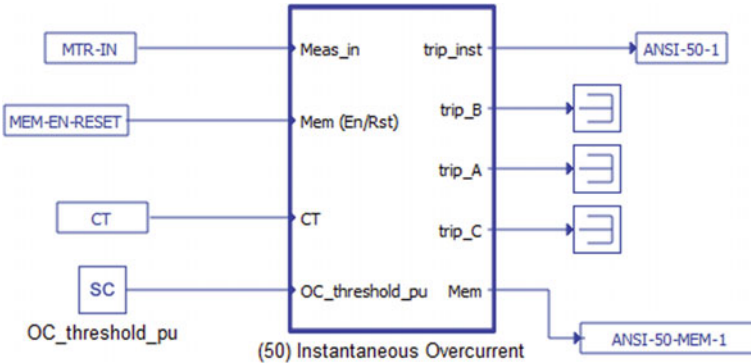 MTR-IN
Meas_in
trip_inst
ANSI-50-1
MEM-EN-RESET
Mem (En/Rst)
trip_B
trip_A
CT
CT
trip_C
SC
OC_threshold_pu
Mem
OC_threshold_pu
ANSI-50-MEM-1
(50) Instantaneous Overcurrent